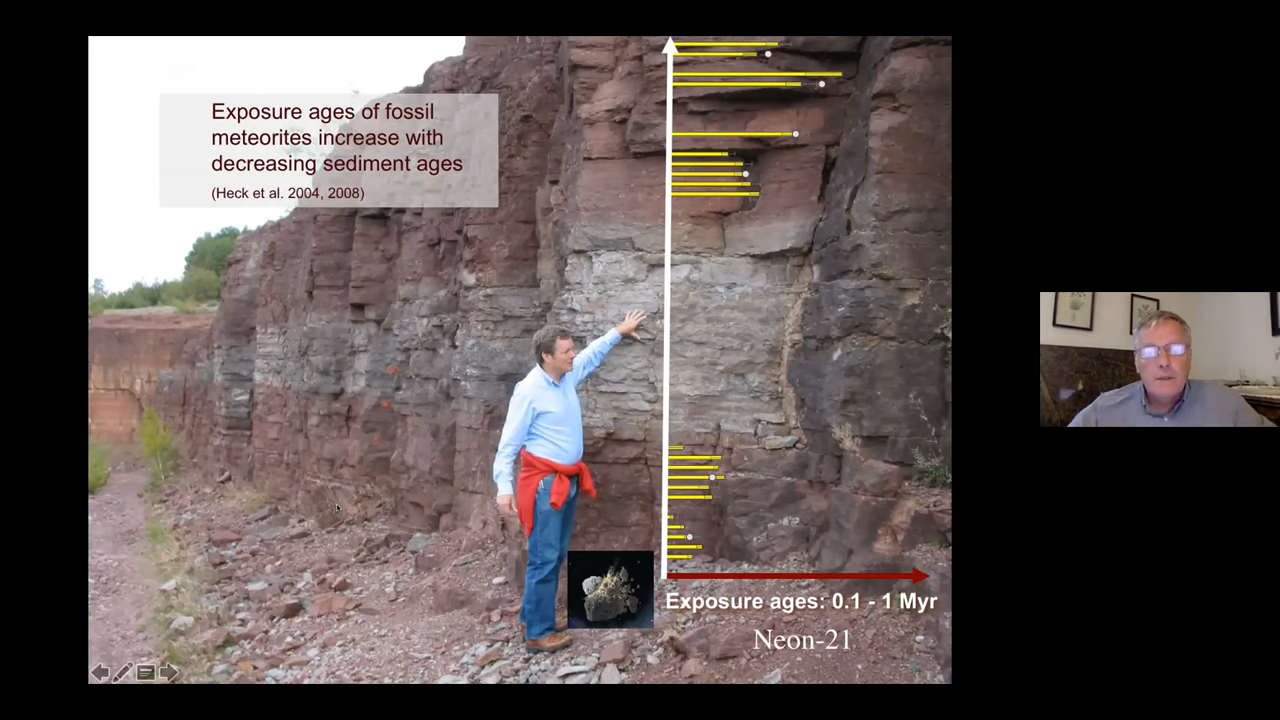 Exposure ages of fossil
meteorites increase with
decreasing sediment ages
(Heck et al. 2004, 2008)
Exposure ages: 0.1 - 1 Myr
Neon-21